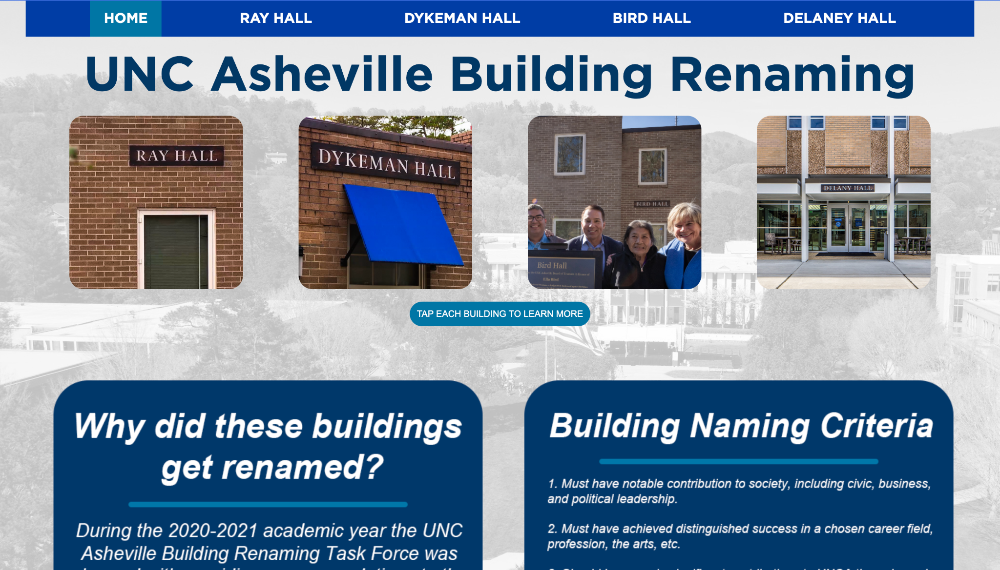 HOME
RAY HALL
DYKEMAN HALL
BIRD HALL
DELANEY HALL
UNC Asheville Building Renaming
RAY HALL
DYKEMAN HALL
BIRD HALL
Bird Hall
Ella Bird
DELANY HALL
TAP EACH BUILDING TO LEARN MORE
Why did these buildings
get renamed?
During the 2020-2021 academic year the UNC
Asheville Building Renaming Task Force was
Building Naming Criteria
1. Must have notable contribution to society, including civic, business,
and political leadership.
2. Must have achieved distinguished success in a chosen career field,
profession, the arts, etc.